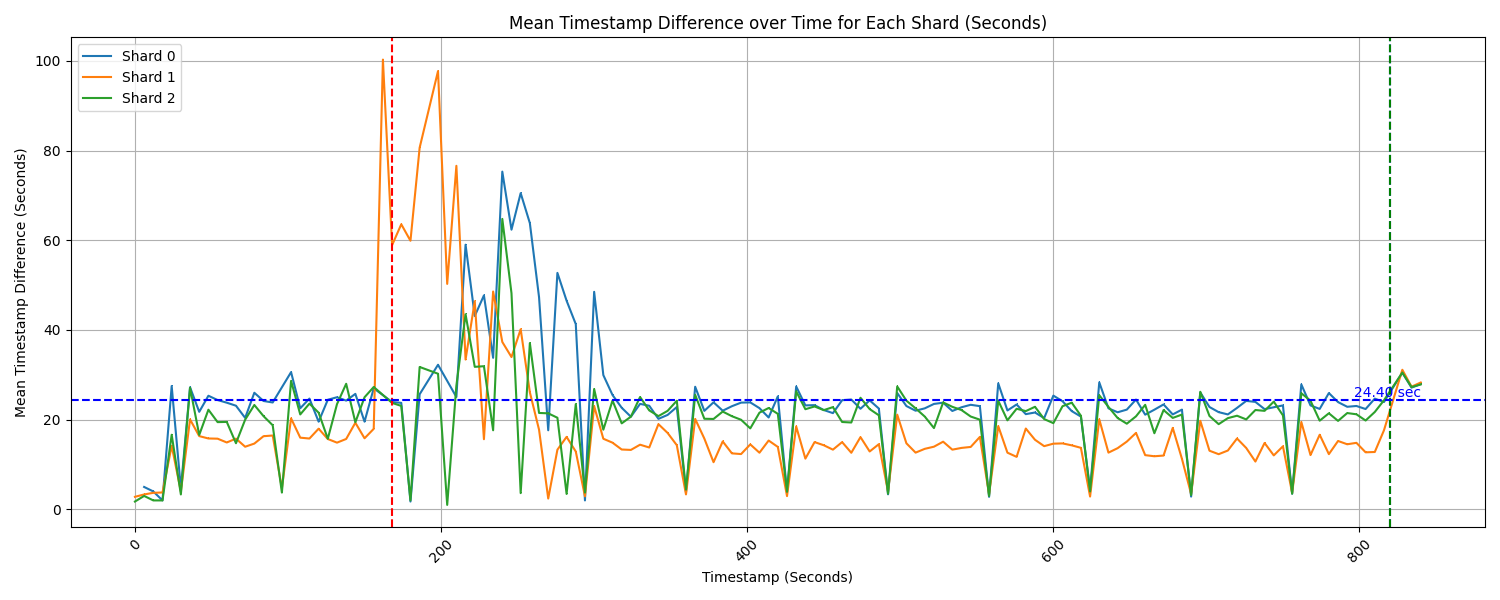 Mean Timestamp Difference over Time for Each Shard (Seconds)
Shard 0
Shard 1
Shard 2
100
80
60
40
20
0
Mean Timestamp Difference (Seconds)
24.40 sec
0
200
400
600
800
Timestamp (Seconds)